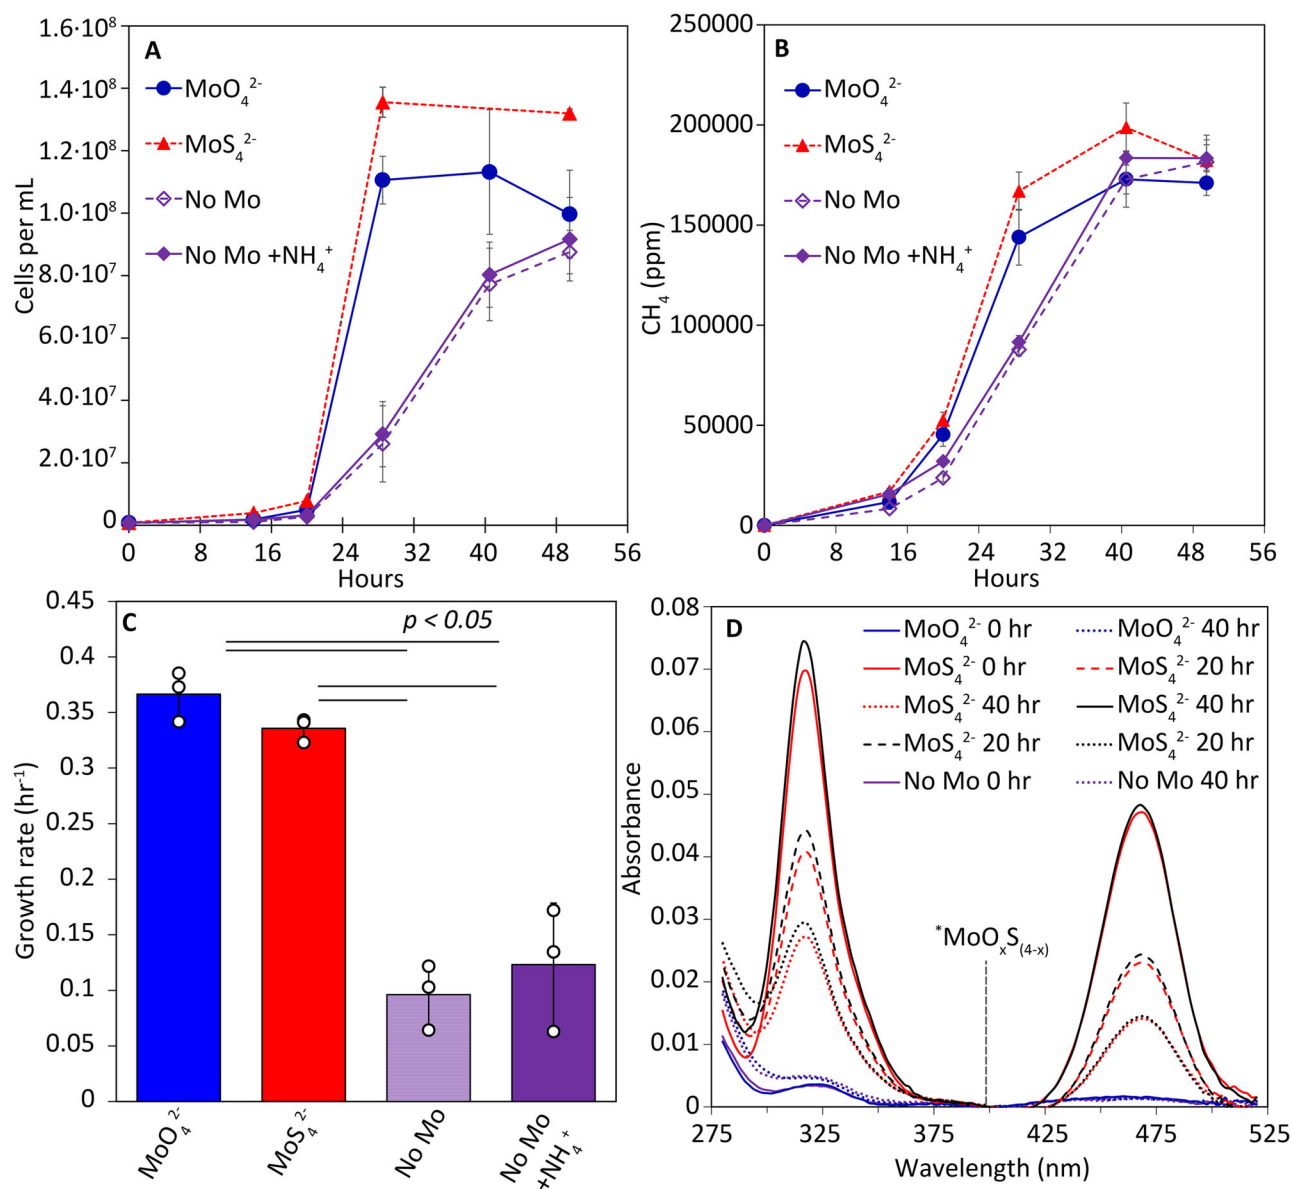 A
1.6·10⁸
1.4·10⁸
1.2·10⁸
1.0·10⁸
8.0·10⁷
6.0·10⁷
4.0·10⁷
2.0·10⁷
0
Cells per mL
MoO₄²⁻
MoS₄²⁻
No Mo
No Mo +NH₄⁺
0 8 16 24 32 40 48 56
Hours
B
250000
200000
150000
100000
50000
0
CH₄ (ppm)
MoO₄²⁻
MoS₄²⁻
No Mo
No Mo +NH₄⁺
0 8 16 24 32 40 48 56
Hours
C
0.45
0.4
0.35
0.3
0.25
0.2
0.15
0.1
0.05
0
Growth rate (hr⁻¹)
p < 0.05
MoO₄²⁻
MoS₄²⁻
No Mo
No Mo
+NH₄⁺
D
0.08
0.07
0.06
0.05
0.04
0.03
0.02
0.01
0
Absorbance
MoO₄²⁻ 0 hr MoO₄²⁻ 40 hr
MoS₄²⁻ 0 hr MoS₄²⁻ 20 hr
MoS₄²⁻ 40 hr MoS₄²⁻ 40 hr
MoS₄²⁻ 20 hr MoS₄²⁻ 20 hr
No Mo 0 hr No Mo 40 hr
*MoOₓS₍₄₋ₓ₎
275 325 375 425 475 525
Wavelength (nm)